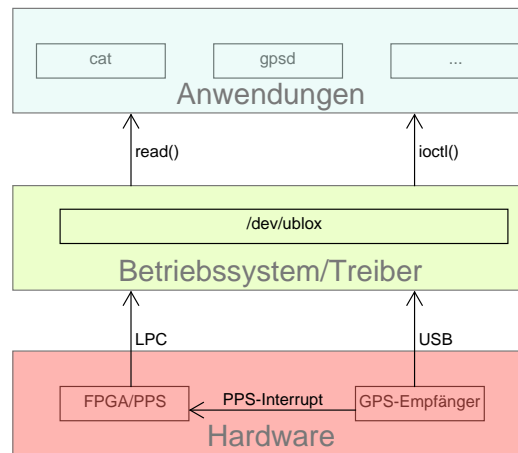 cat
gpsd
...
Anwendungen
read()
ioctl()
/dev/ublox
Betriebssystem/Treiber
LPC
USB
FPGA/PPS
PPS-Interrupt
GPS-Empfänger
Hardware